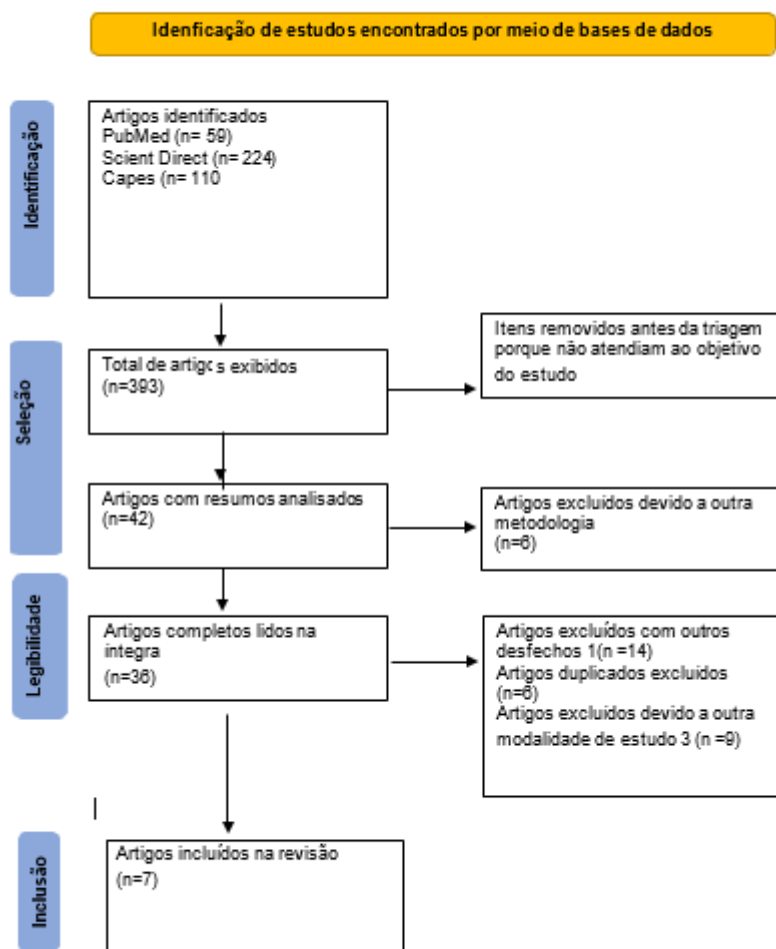 Idenficação de estudos encontrados por meio de bases de dados
Identificação
Artigos identificados
PubMed (n= 59)
Scient Direct (n= 224)
Capes (n= 110
Seleção
Total de artigos exibidos
(n=393)
Itens removidos antes da triagem
porque não atendiam ao objetivo
do estudo
Artigos com resumos analisados
(n=42)
Artigos excluidos devido a outra
metodologia
(n=6)
Legibilidade
Artigos completos lidos na
integra
(n=36)
Artigos excluídos com outros
desfechos 1(n =14)
Artigos duplicados excluidos
(n=6)
Artigos excluidos devido a outra
modalidade de estudo 3 (n =9)
Inclusão
Artigos incluídos na revisão
(n=7)